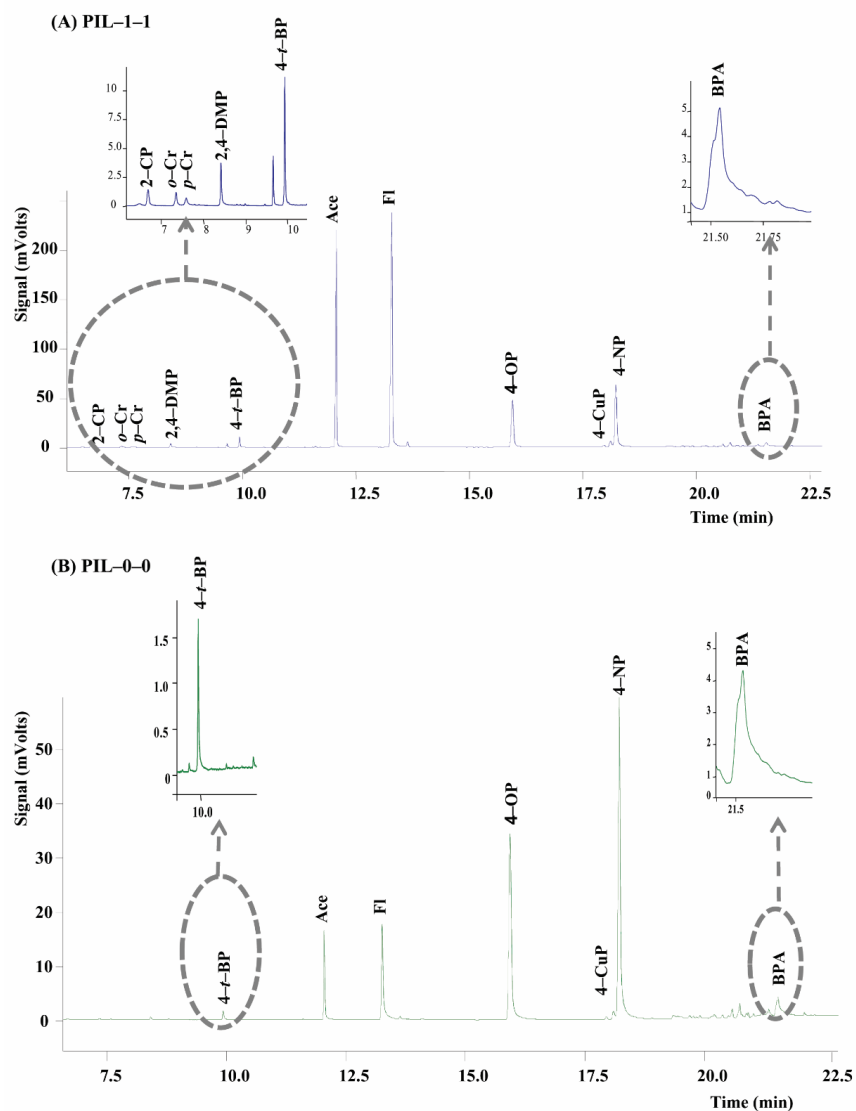 (A) PIL–1–1
2–CP
o–Cr
p–Cr
2,4–DMP
4–t–BP
10
7.5
5.0
2.5
0
7
8
9
10
BPA
5
4
3
2
1
21.50
21.75
Ace
Fl
Signal (mVolts)
200
150
100
50
0
2–CP
o–Cr
p–Cr
2,4–DMP
4–t–BP
4–OP
4–CuP
4–NP
BPA
7.5
10.0
12.5
15.0
17.5
20.0
22.5
Time (min)
(B) PIL–0–0
4–t–BP
1.5
1.0
0.5
0
10.0
BPA
5
4
3
2
1
0
21.5
Signal (mVolts)
50
40
30
20
10
0
4–t–BP
Ace
Fl
4–OP
4–CuP
4–NP
BPA
7.5
10.0
12.5
15.0
17.5
20.0
22.5
Time (min)